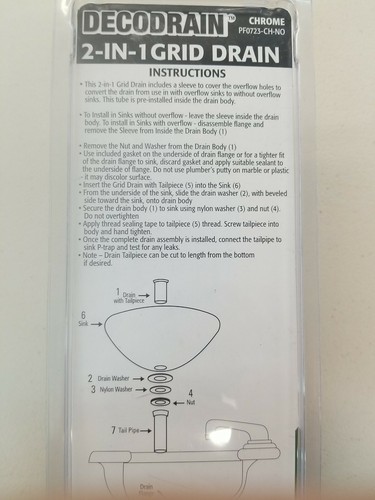 DECODRAIN™
CHROME
PF0723-CH-NO
2-IN-1 GRID DRAIN
INSTRUCTIONS
• This 2-in-1 Grid Drain includes a sleeve to cover the overflow holes to
convert the drain from use in with overflow sinks to without overflow
sinks. This tube is pre-installed inside the drain body.
• To Install in Sinks without overflow - leave the sleeve inside the drain
body. To install in Sinks with overflow - disassemble flange and
remove the Sleeve from Inside the Drain Body (1)
• Remove the Nut and Washer from the Drain Body (1)
• Use included gasket on the underside of drain flange or for a tighter fit
of the drain flange to sink, discard gasket and apply suitable sealant to
the underside of flange. Do not use plumber's putty on marble or plastic
- it may discolor surface.
• Insert the Grid Drain with Tailpiece (5) into the Sink (6)
• From the underside of the sink, slide the drain washer (2), with beveled
side toward the sink, onto drain body
• Secure the drain body (1) to sink using nylon washer (3) and nut (4).
Do not overtighten
• Apply thread sealing tape to tailpiece (5) thread. Screw tailpiece into
body and hand tighten.
• Once the complete drain assembly is installed, connect the tailpipe to
sink P-trap and test for any leaks.
• Note – Drain Tailpiece can be cut to length from the bottom
if desired.
1 Drain
with Tailpiece
6
Sink
2 Drain Washer
3 Nylon Washer
4
Nut
7 Tail Pipe
Drain